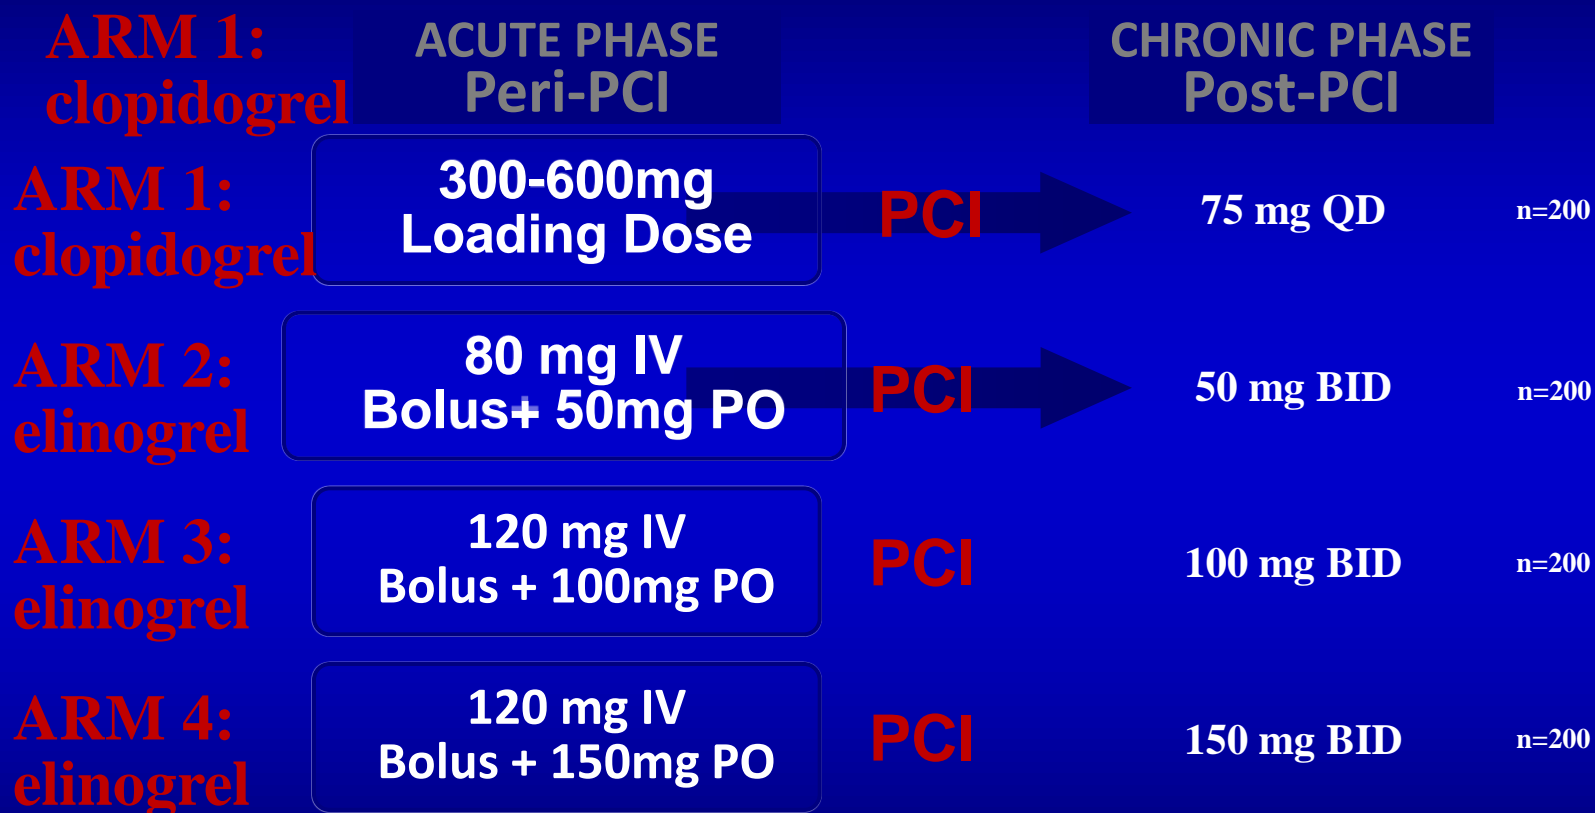 ARM 1:
clopidogrel
ACUTE PHASE
Peri-PCI
CHRONIC PHASE
Post-PCI
ARM 1:
clopidogrel
300-600mg
Loading Dose
PCI
75 mg QD
n=200
ARM 2:
elinogrel
80 mg IV
Bolus+ 50mg PO
PCI
50 mg BID
n=200
ARM 3:
elinogrel
120 mg IV
Bolus + 100mg PO
PCI
100 mg BID
n=200
ARM 4:
elinogrel
120 mg IV
Bolus + 150mg PO
PCI
150 mg BID
n=200